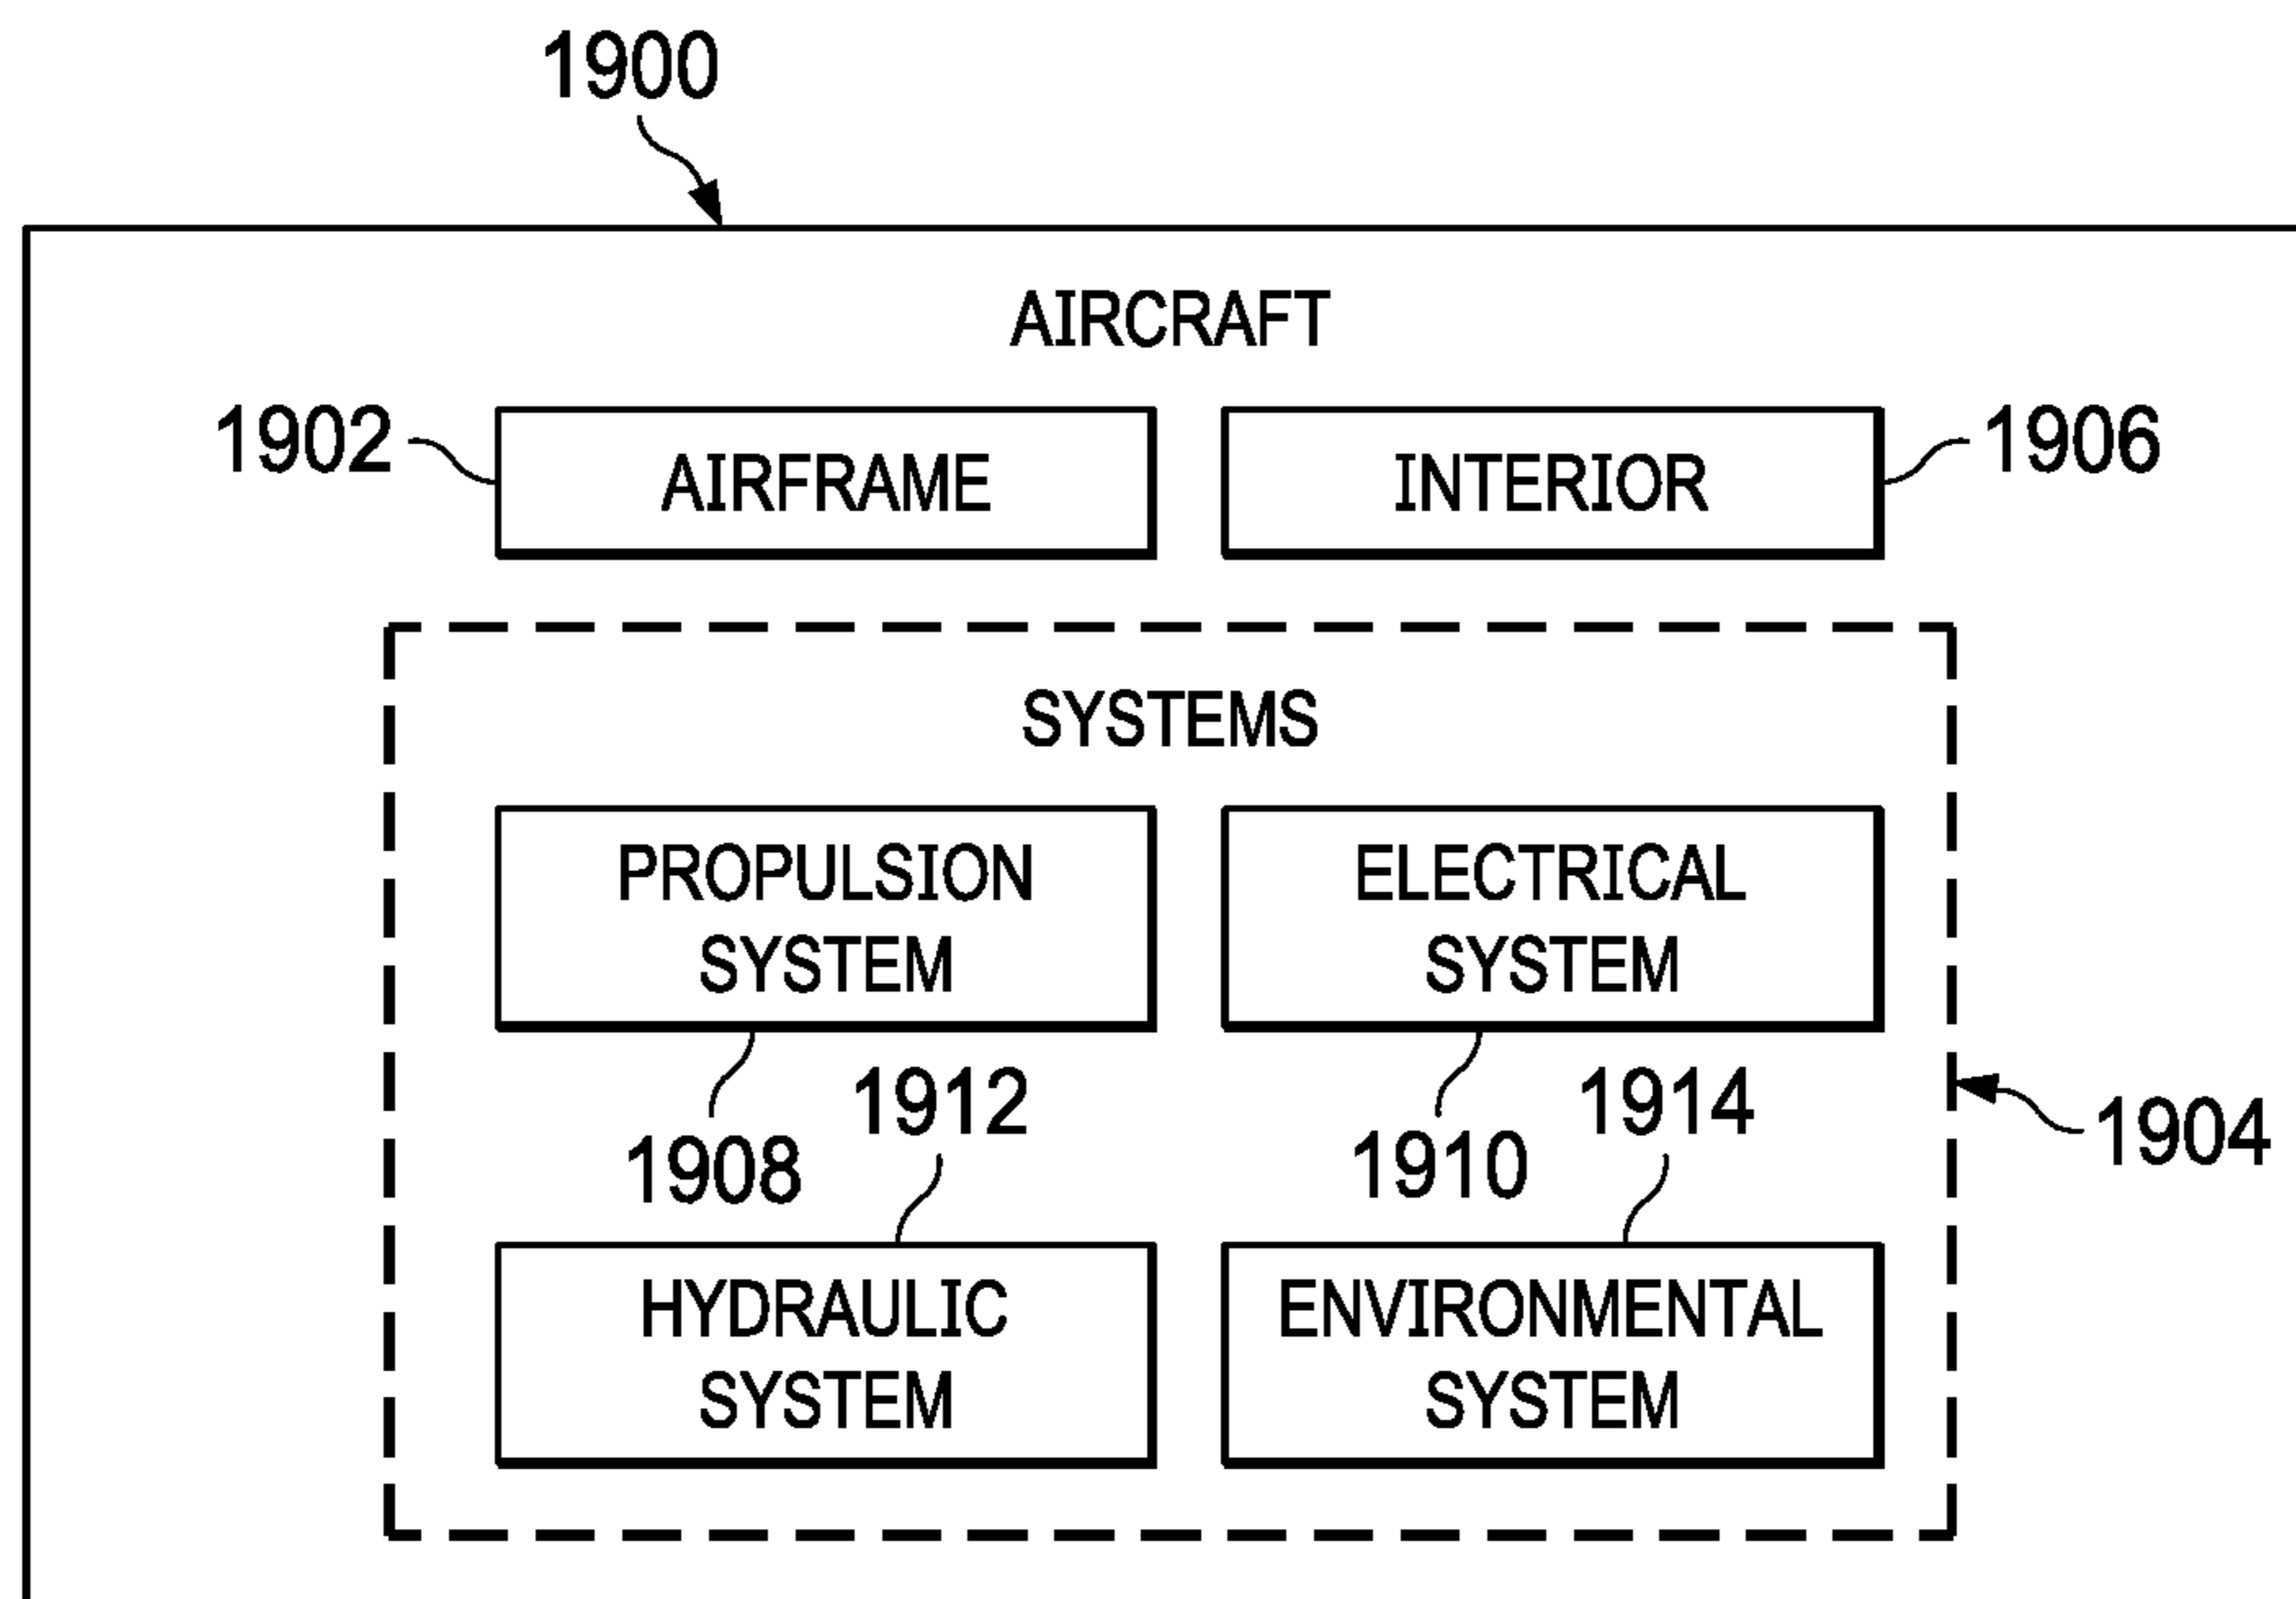 1900
AIRCRAFT
1902
AIRFRAME
INTERIOR
1906
SYSTEMS
PROPULSION
SYSTEM
ELECTRICAL
SYSTEM
1908
1912
1910
1914
1904
HYDRAULIC
SYSTEM
ENVIRONMENTAL
SYSTEM